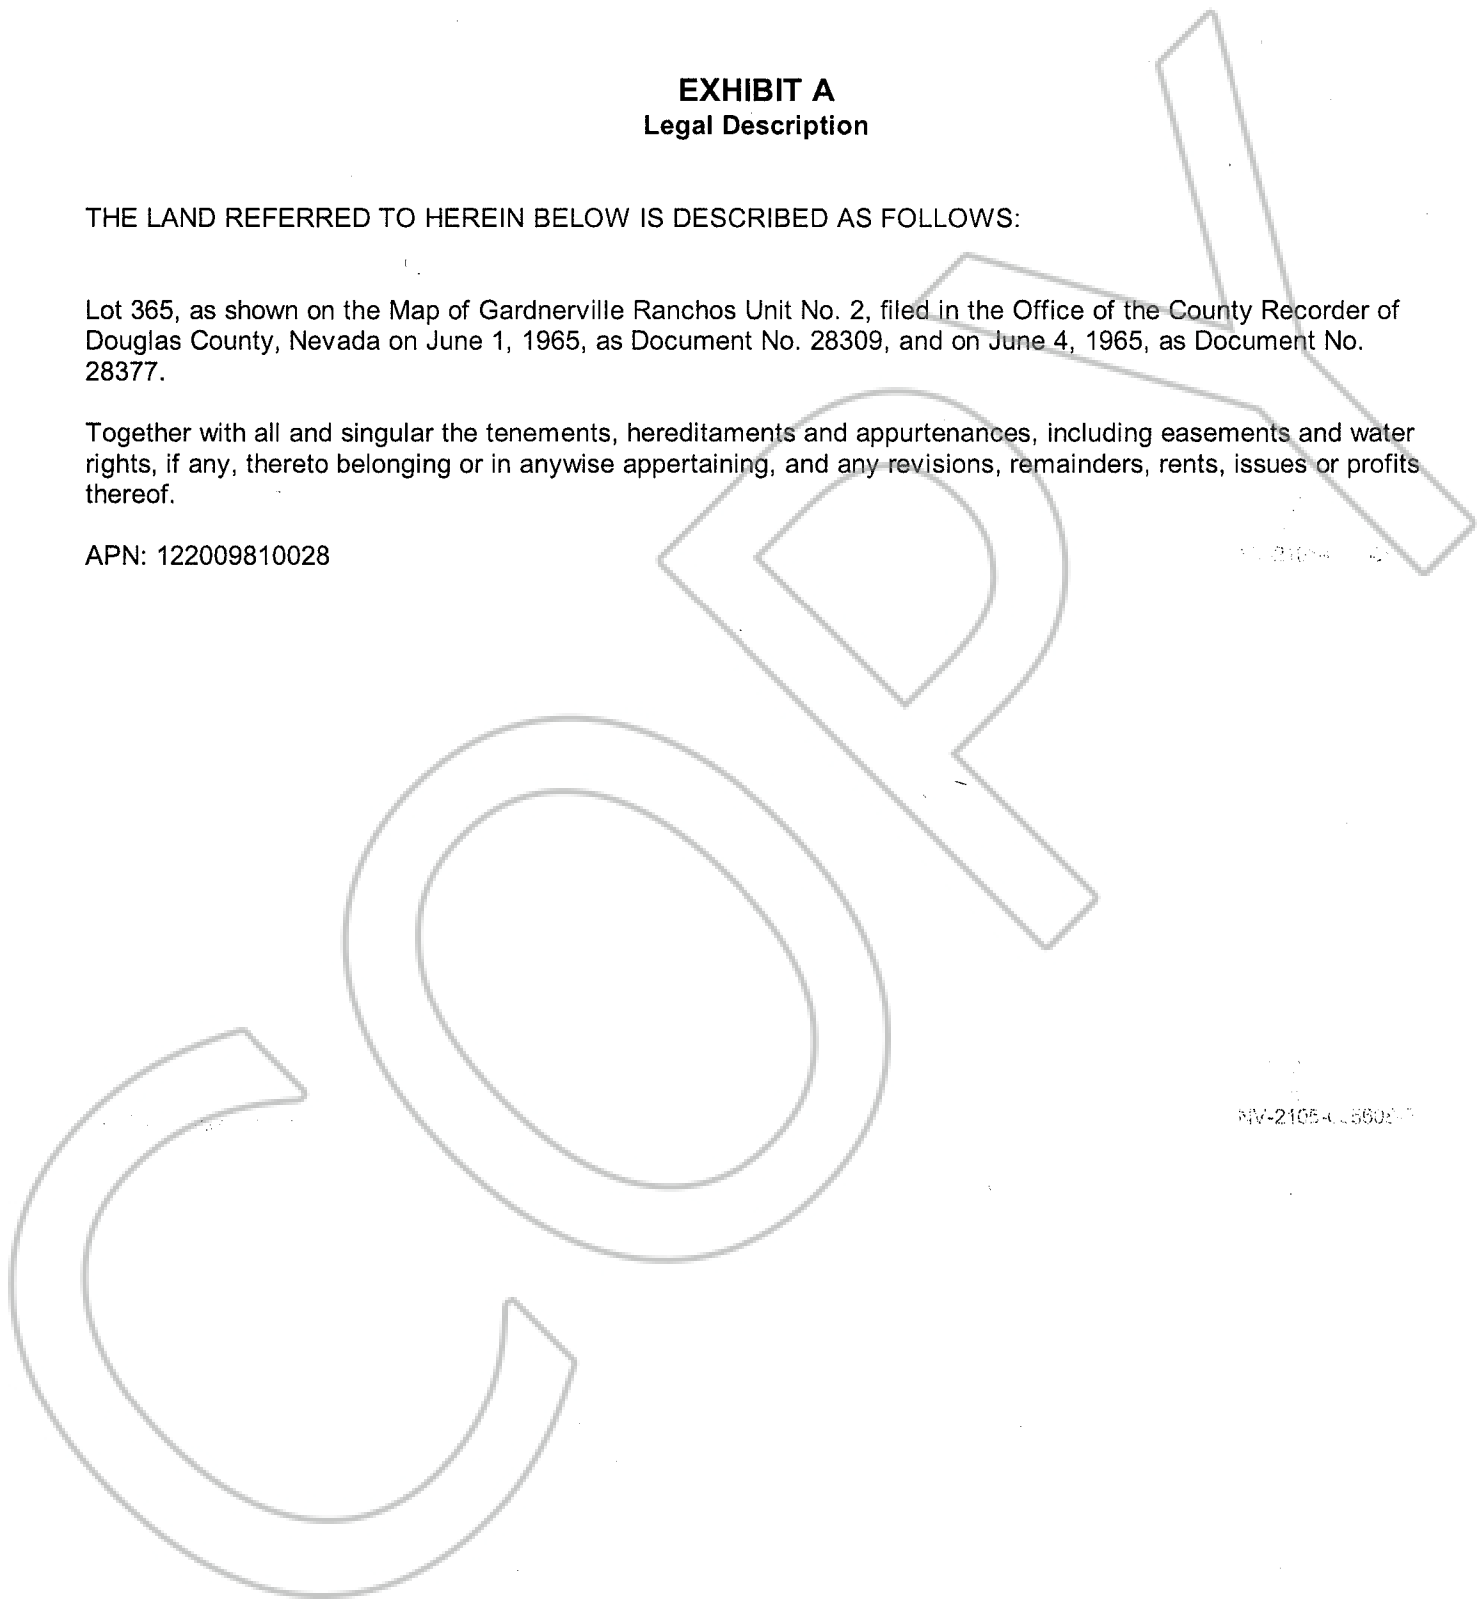 EXHIBIT A
Legal Description
THE LAND REFERRED TO HEREIN BELOW IS DESCRIBED AS FOLLOWS:
Lot 365, as shown on the Map of Gardnerville Ranchos Unit No. 2, filed in the Office of the County Recorder of
Douglas County, Nevada on June 1, 1965, as Document No. 28309, and on June 4, 1965, as Document No.
28377.
Together with all and singular the tenements, hereditaments and appurtenances, including easements and water
rights, if any, thereto belonging or in anywise appertaining, and any revisions, remainders, rents, issues or profits
thereof.
APN: 122009810028
COPY